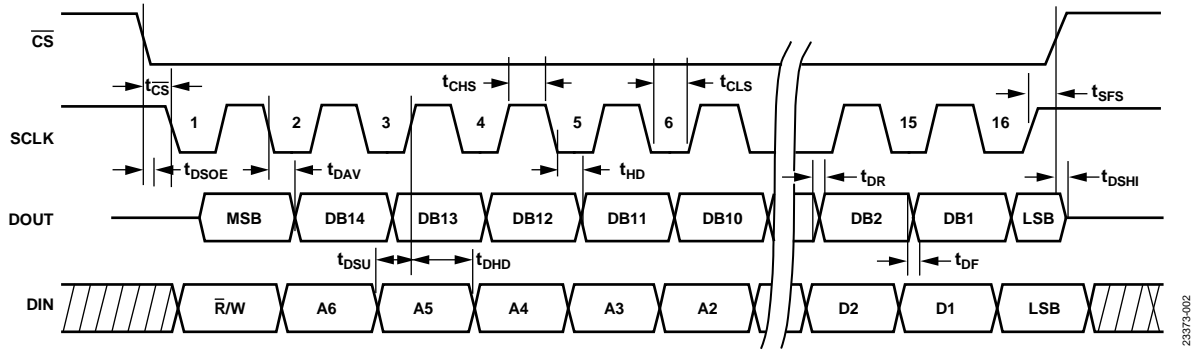 CS
tCS
tCHS
tCLS
tSFS
SCLK
1 2 3 4 5 6 15 16
tDSOE
tDAV
tHD
tDR
tDSHI
DOUT
MSB DB14 DB13 DB12 DB11 DB10 DB2 DB1 LSB
tDSU
tDHD
tDF
DIN
R/W A6 A5 A4 A3 A2 D2 D1 LSB
23373-002